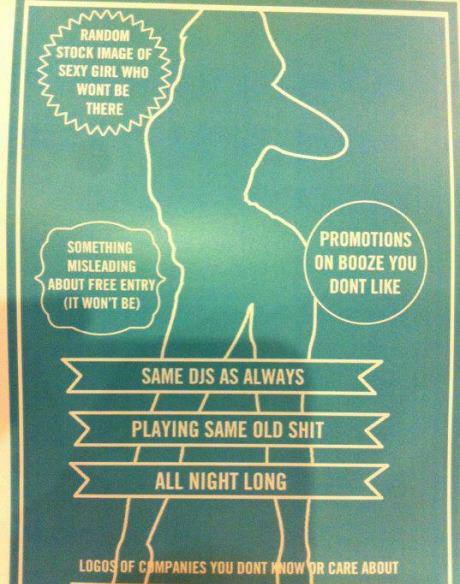 RANDOM
STOCK IMAGE OF
SEXY GIRL WHO
WONT BE
THERE
SOMETHING
MISLEADING
ABOUT FREE ENTRY
(IT WON'T BE)
PROMOTIONS
ON BOOZE YOU
DONT LIKE
SAME DJS AS ALWAYS
PLAYING SAME OLD SHIT
ALL NIGHT LONG
LOGOS OF COMPANIES YOU DONT KNOW OR CARE ABOUT